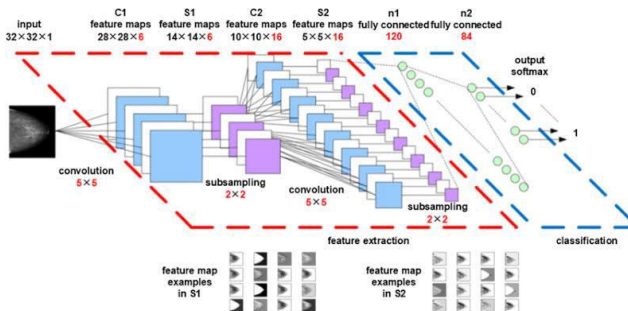 input
32×32×1
C1
feature maps
28×28×6
S1
feature maps
14×14×6
C2
feature maps
10×10×16
S2
feature maps
5×5×16
n1
fully connected
120
n2
fully connected
84
output
softmax
0
1
convolution
5×5
subsampling
2×2
convolution
5×5
subsampling
2×2
feature extraction
classification
feature map
examples
in S1
feature map
examples
in S2